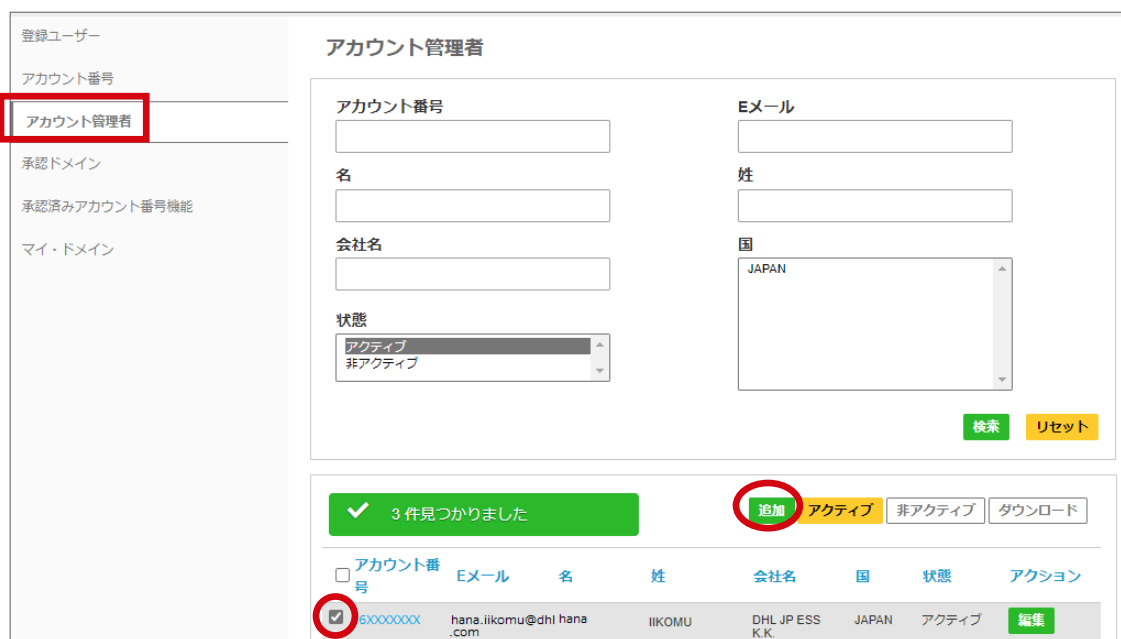 登録ユーザー
アカウント番号
アカウント管理者
承認ドメイン
承認済みアカウント番号機能
マイ・ドメイン
アカウント管理者
アカウント番号
Eメール
名
姓
会社名
国
JAPAN
状態
アクティブ
非アクティブ
検索
リセット
3 件見つかりました
追加
アクティブ
非アクティブ
ダウンロード
アカウント番
号
Eメール
名
姓
会社名
国
状態
アクション
6XXXXXXX
hana.iikomu@dhl
.com
hana
IIKOMU
DHL JP ESS
K.K.
JAPAN
アクティブ
編集